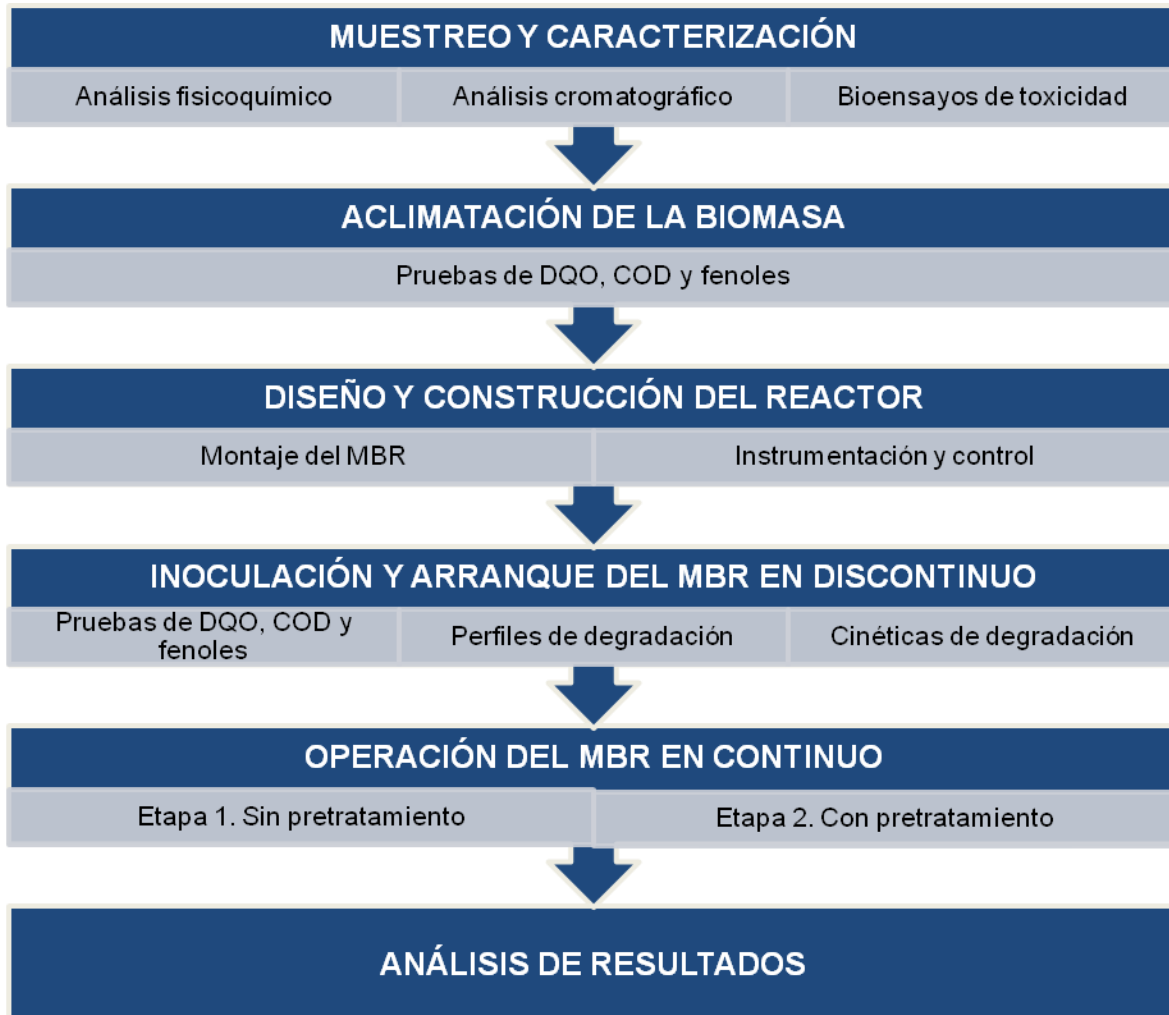 MUESTREO Y CARACTERIZACIÓN
Análisis fisicoquímico
Análisis cromatográfico
Bioensayos de toxicidad
ACLIMATACIÓN DE LA BIOMASA
Pruebas de DQO, COD y fenoles
DISEÑO Y CONSTRUCCIÓN DEL REACTOR
Montaje del MBR
Instrumentación y control
INOCULACIÓN Y ARRANQUE DEL MBR EN DISCONTINUO
Pruebas de DQO, COD y
fenoles
Perfiles de degradación
Cinéticas de degradación
OPERACIÓN DEL MBR EN CONTINUO
Etapa 1. Sin pretratamiento
Etapa 2. Con pretratamiento
ANÁLISIS DE RESULTADOS